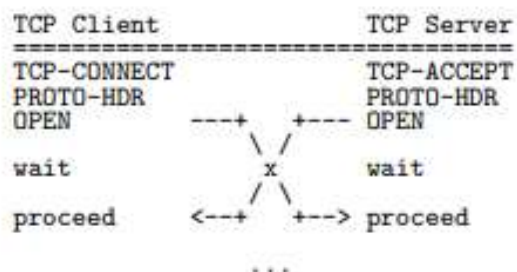 TCP Client                TCP Server
==================================
TCP-CONNECT               TCP-ACCEPT
PROTO-HDR                 PROTO-HDR
OPEN        ---+   +--- OPEN
                \ /
wait             x        wait
                / \
proceed     <--+   +--> proceed
                ...